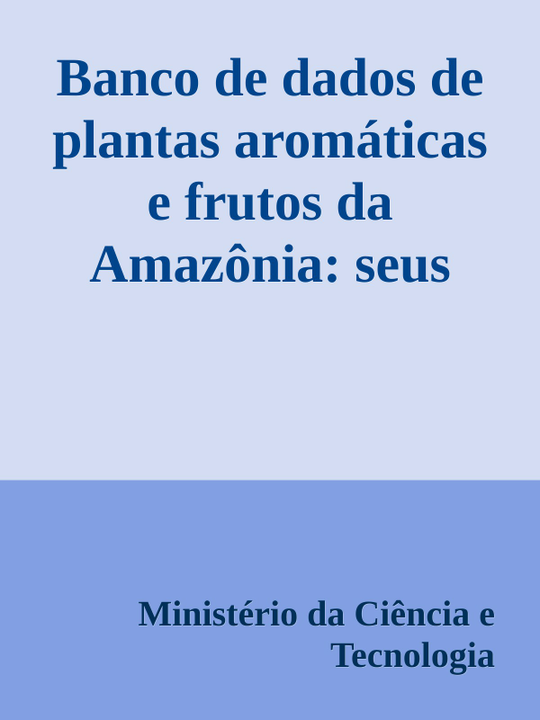 Banco de dados de
plantas aromáticas
e frutos da
Amazônia: seus
Ministério da Ciência e
Tecnologia